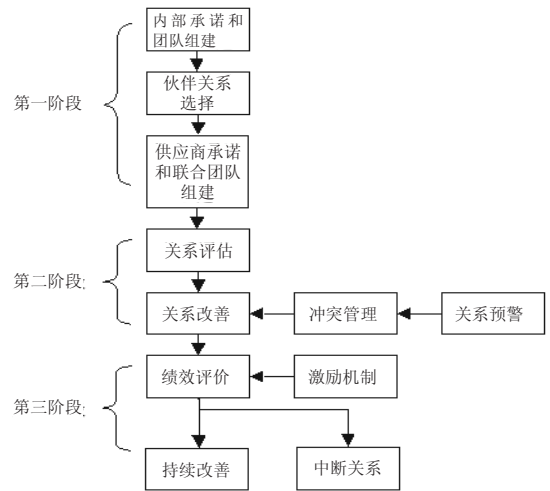 内部承诺和
团队组建
伙伴关系
选择
第一阶段
供应商承诺
和联合团队
组建
关系评估
第二阶段;
关系改善
冲突管理
关系预警
绩效评价
激励机制
第三阶段;
持续改善
中断关系